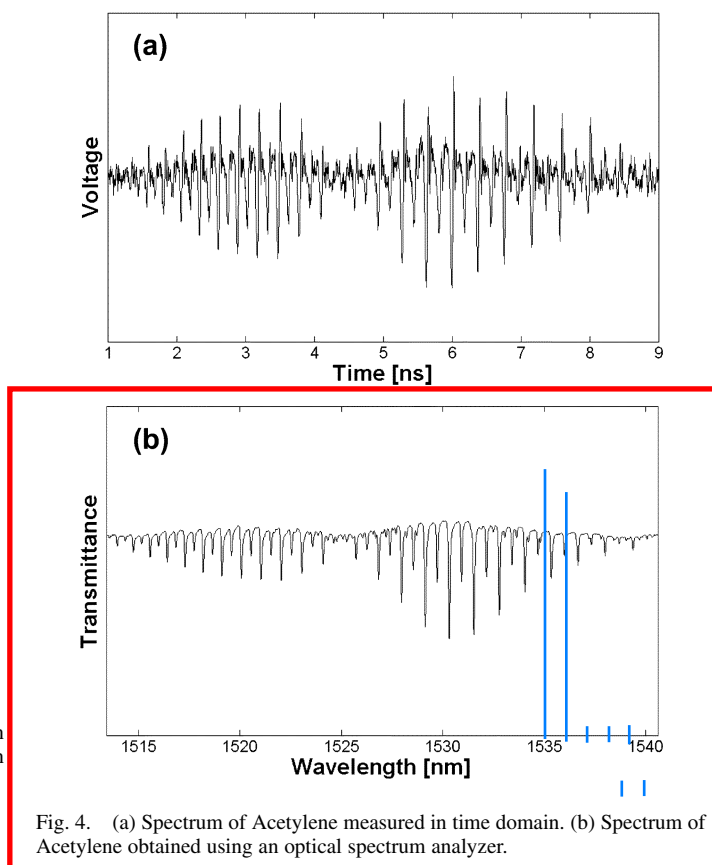 (a)
Voltage
1 2 3 4 5 6 7 8 9
Time [ns]
(b)
Transmittance
1515 1520 1525 1530 1535 1540
Wavelength [nm]
Fig. 4. (a) Spectrum of Acetylene measured in time domain. (b) Spectrum of
Acetylene obtained using an optical spectrum analyzer.